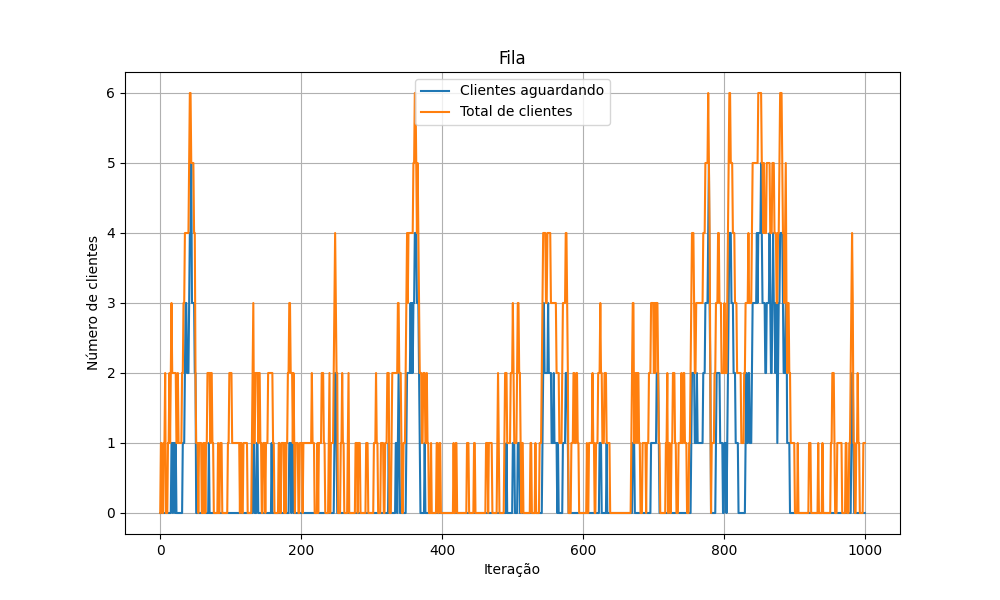 Fila
Clientes aguardando
Total de clientes
Número de clientes
6
5
4
3
2
1
0
0 200 400 600 800 1000
Iteração